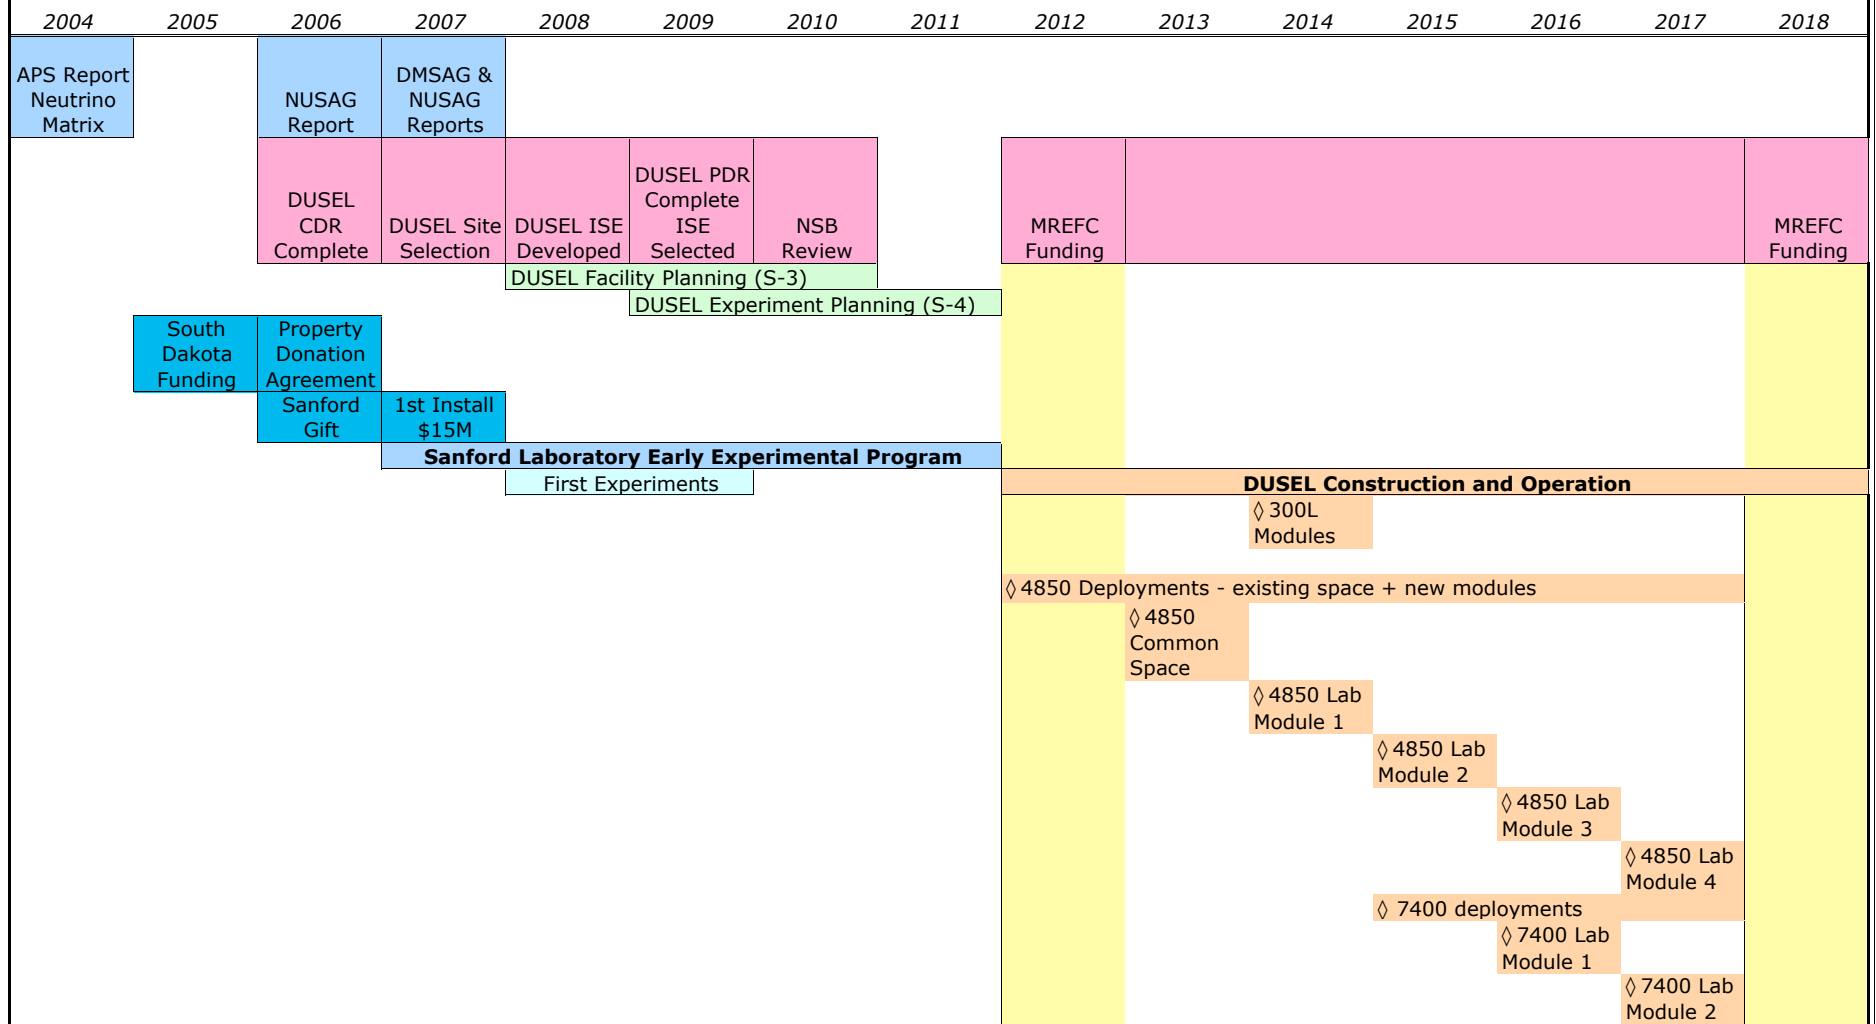 2004 2005 2006 2007 2008 2009 2010 2011 2012 2013 2014 2015 2016 2017 2018
APS Report
Neutrino
Matrix
NUSAG
Report
DMSAG &
NUSAG
Reports
DUSEL
CDR
Complete
DUSEL Site
Selection
DUSEL ISE
Developed
DUSEL PDR
Complete
ISE
Selected
NSB
Review
MREFC
Funding
MREFC
Funding
DUSEL Facility Planning (S-3)
DUSEL Experiment Planning (S-4)
South
Dakota
Funding
Property
Donation
Agreement
Sanford
Gift
1st Install
$15M
Sanford Laboratory Early Experimental Program
First Experiments
DUSEL Construction and Operation
◊ 300L
Modules
◊ 4850 Deployments - existing space + new modules
◊ 4850
Common
Space
◊ 4850 Lab
Module 1
◊ 4850 Lab
Module 2
◊ 4850 Lab
Module 3
◊ 4850 Lab
Module 4
◊ 7400 deployments
◊ 7400 Lab
Module 1
◊ 7400 Lab
Module 2